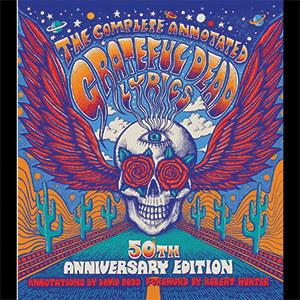 THE COMPLETE ANNOTATED
GRATEFUL DEAD
LYRICS
50TH
ANNIVERSARY EDITION
ANNOTATIONS BY DAVID DODD FOREWORD BY ROBERT HUNTER